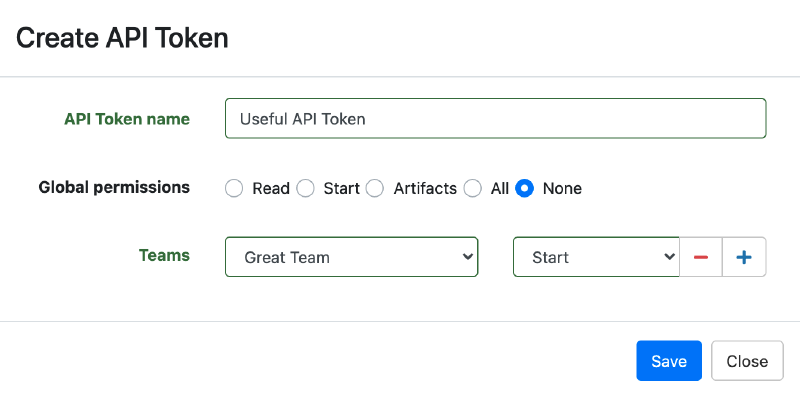 Create API Token
API Token name Useful API Token
Global permissions Read Start Artifacts All None
Teams Great Team Start
Save Close